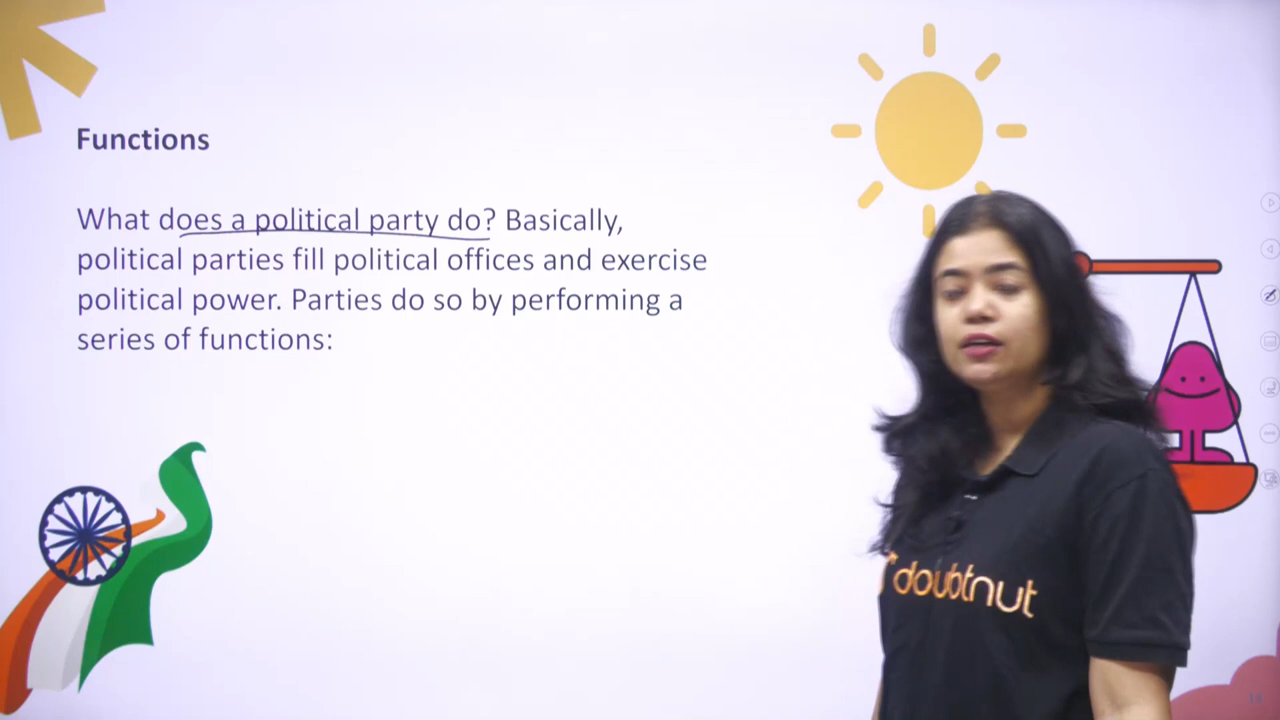 Functions
What does a political party do? Basically,
political parties fill political offices and exercise
political power. Parties do so by performing a
series of functions:
doubtnut